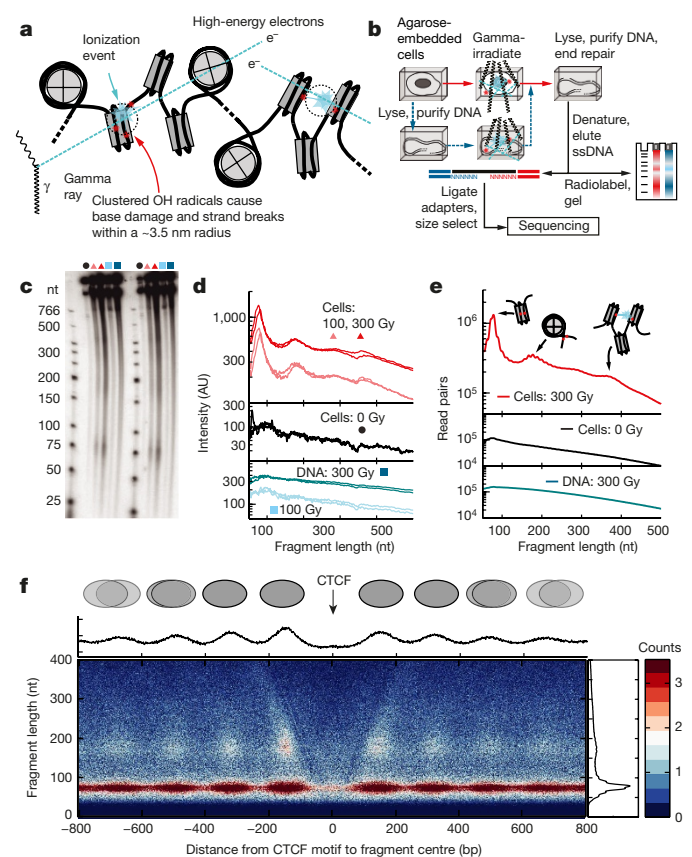 a
High-energy electrons
Ionization
event
e–
e–
γ
Gamma
ray
Clustered OH radicals cause
base damage and strand breaks
within a ~3.5 nm radius
b
Agarose-
embedded
cells
Gamma-
irradiate
Lyse, purify DNA,
end repair
Lyse, purify DNA
Denature,
elute
ssDNA
Radiolabel,
gel
Ligate
adapters,
size select
Sequencing
c
nt
766
500
300
200
150
100
75
50
25
d
Intensity (AU)
1,000
300
Cells:
100, 300 Gy
300
100
30
Cells: 0 Gy
300
100
DNA: 300 Gy
100 Gy
50 100 300 500
Fragment length (nt)
e
Read pairs
10⁶
10⁵
Cells: 300 Gy
10⁵
10⁴
Cells: 0 Gy
10⁵
10⁴
DNA: 300 Gy
100 200 300 400 500
Fragment length (nt)
f
CTCF
Fragment length (nt)
400
300
200
100
0
–800 –600 –400 –200 0 200 400 600 800
Distance from CTCF motif to fragment centre (bp)
Counts
3
2
1
0